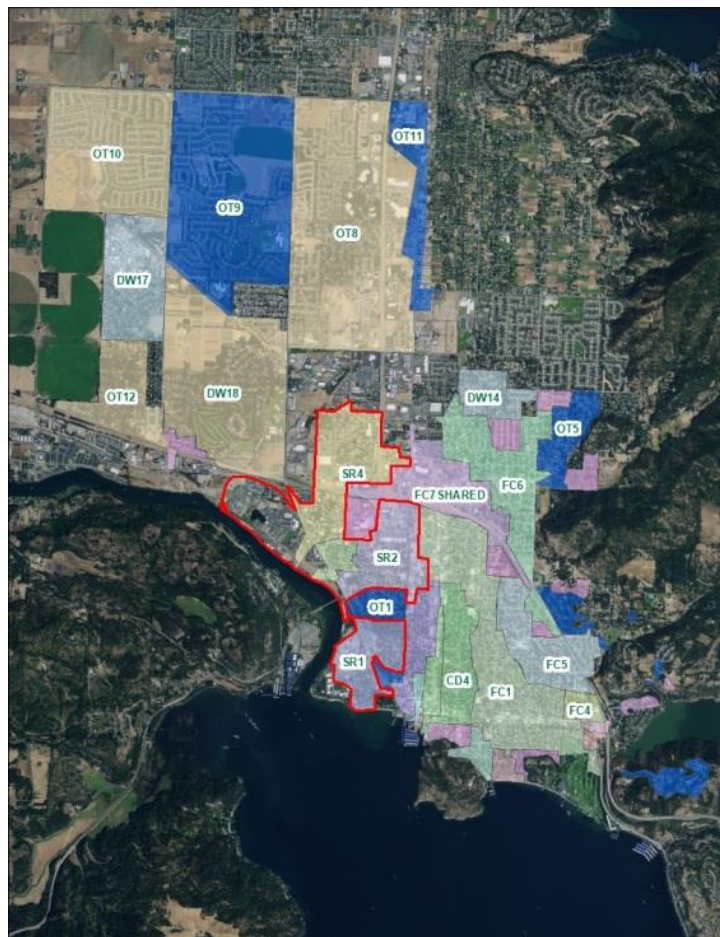 OT11
OT10
OT9
OT8
DW17
OT12
DW18
DW14
OT5
SR4
FC7 SHARED
FC6
SR2
OT1
SR1
FC5
CD4
FC1
FC4